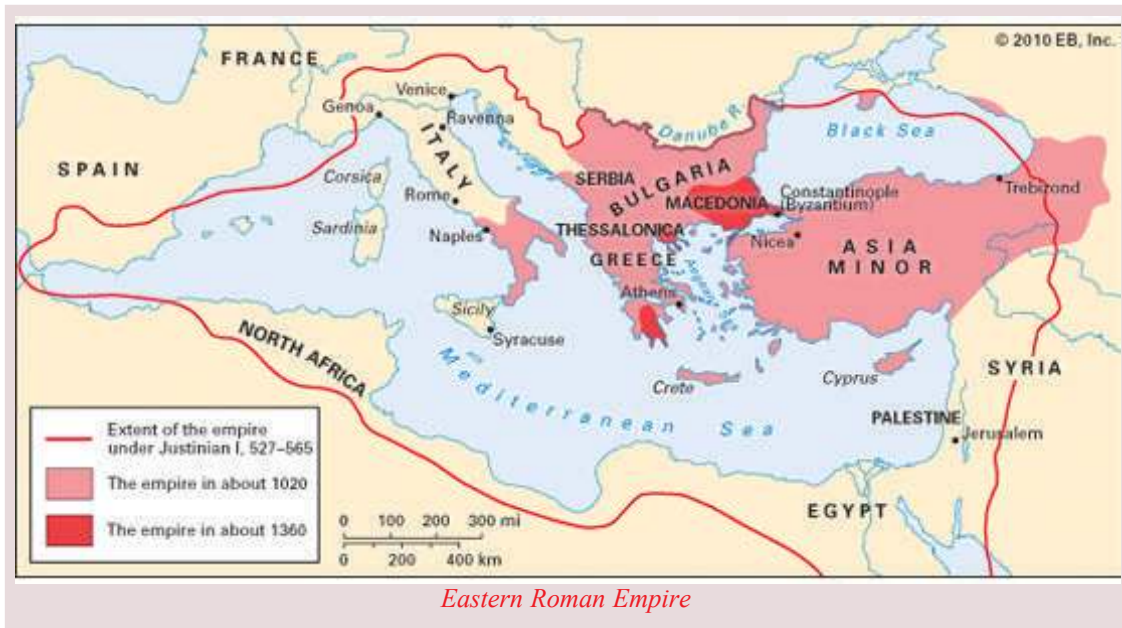 © 2010 EB, Inc.
FRANCE
Venice
Genoa
Ravenna
Danube R.
Black Sea
SPAIN
ITALY
Corsica
SERBIA
BULGARIA
Trebizond
Rome
MACEDONIA
Constantinople
(Byzantium)
Sardinia
Naples
THESSALONICA
Nicea
ASIA
MINOR
GREECE
Aegean Sea
Athens
Sicily
Syracuse
NORTH AFRICA
Crete
Cyprus
SYRIA
Mediterranean Sea
PALESTINE
Jerusalem
EGYPT
Extent of the empire
under Justinian I, 527–565
The empire in about 1020
The empire in about 1360
0 100 200 300 mi
0 200 400 km
Eastern Roman Empire